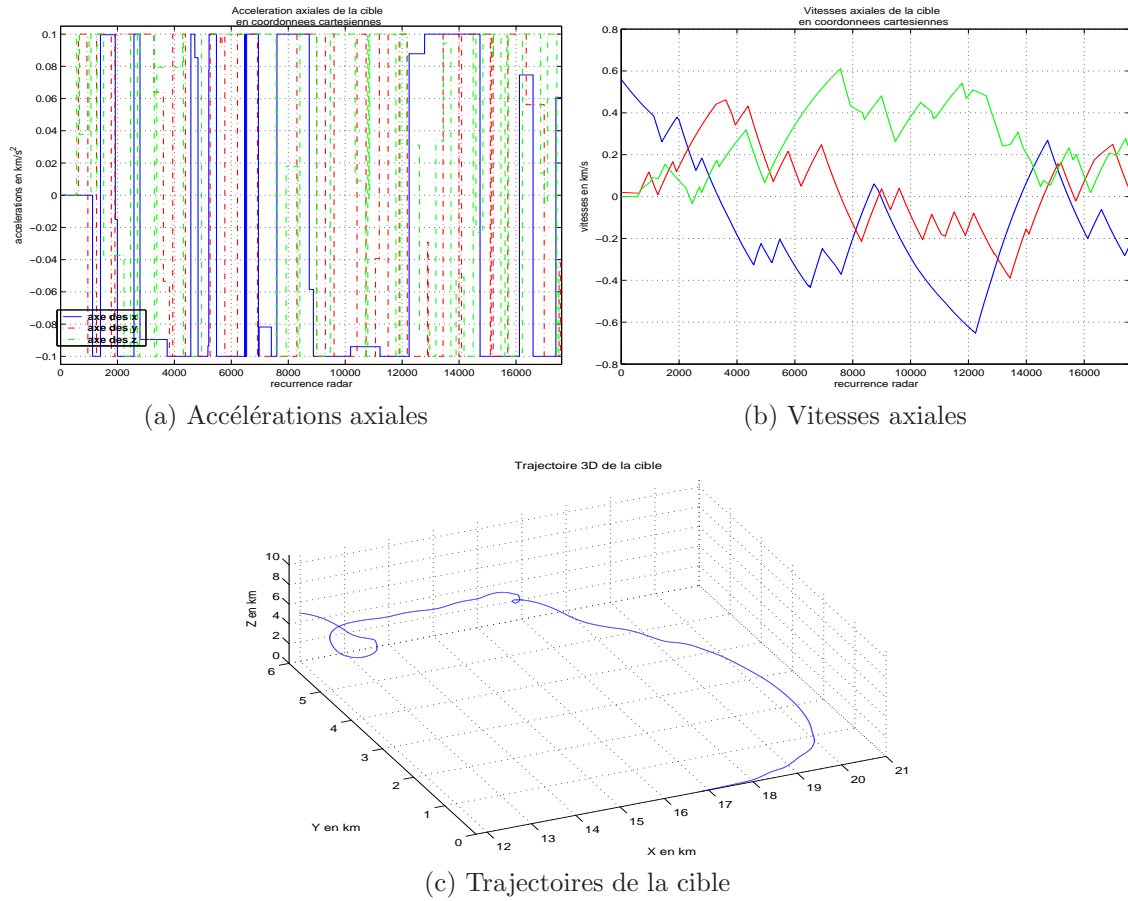 Acceleration axiales de la cible
en coordonnees cartesiennes
0.1
0.08
0.06
0.04
0.02
0
−0.02
−0.04
−0.06
−0.08
−0.1
accelerations en km/s²
axe des x
axe des y
axe des z
0 2000 4000 6000 8000 10000 12000 14000 16000
recurrence radar
(a) Accélérations axiales
Vitesses axiales de la cible
en coordonnees cartesiennes
0.8
0.6
0.4
0.2
0
−0.2
−0.4
−0.6
−0.8
vitesses en km/s
0 2000 4000 6000 8000 10000 12000 14000 16000
recurrence radar
(b) Vitesses axiales
Trajectoire 3D de la cible
10
8
6
4
2
0
Z en km
6
5
4
3
2
1
0
Y en km
12 13 14 15 16 17 18 19 20 21
X en km
(c) Trajectoires de la cible